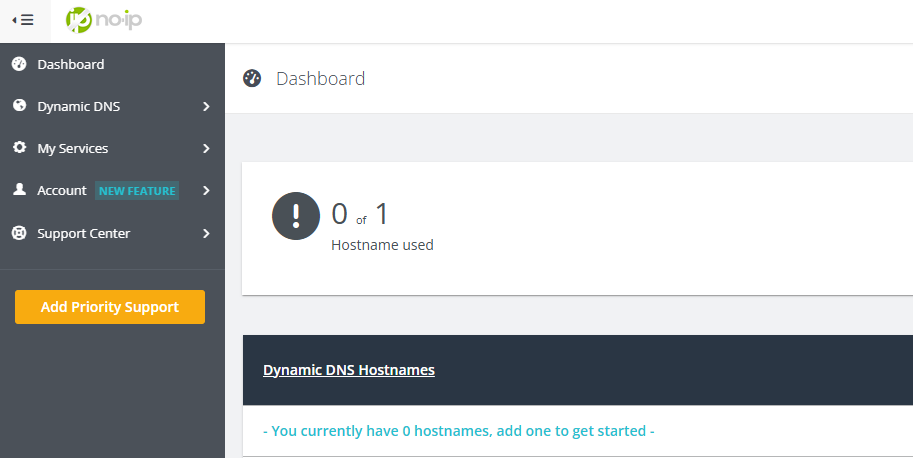 no-ip
Dashboard
Dynamic DNS
My Services
Account NEW FEATURE
Support Center
Add Priority Support
Dashboard
0 of 1
Hostname used
Dynamic DNS Hostnames
- You currently have 0 hostnames, add one to get started -